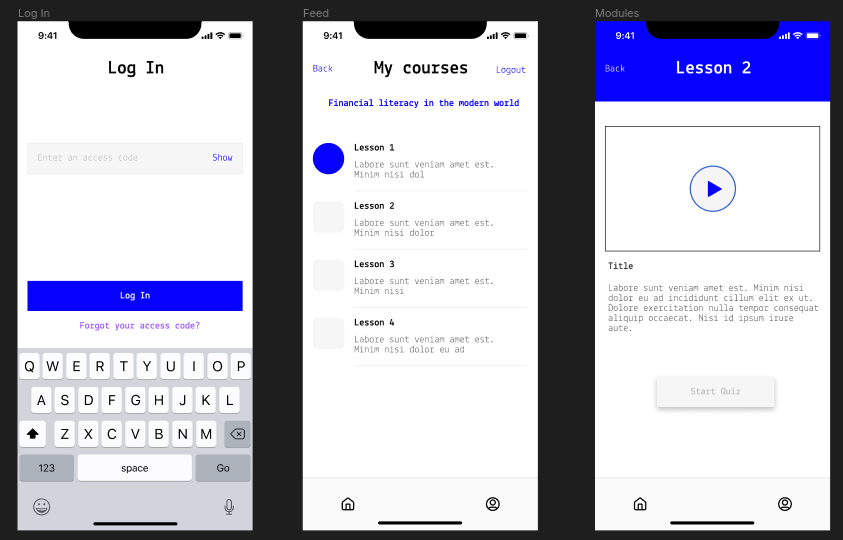 Log In
9:41
Log In
Enter an access code
Show
Log In
Forgot your access code?
Q W E R T Y U I O P
A S D F G H J K L
Z X C V B N M
123
space
Go
Feed
9:41
Back
My courses
Logout
Financial literacy in the modern world
Lesson 1
Labore sunt veniam amet est.
Minim nisi dol
Lesson 2
Labore sunt veniam amet est.
Minim nisi dolor
Lesson 3
Labore sunt veniam amet est.
Minim nisi
Lesson 4
Labore sunt veniam amet est.
Minim nisi dolor eu ad
Modules
9:41
Back
Lesson 2
Title
Labore sunt veniam amet est. Minim nisi
dolor eu ad incididunt cillum elit ex ut.
Dolore exercitation nulla tempor consequat
aliquip occaecat. Nisi id ipsum irure
aute.
Start Quiz